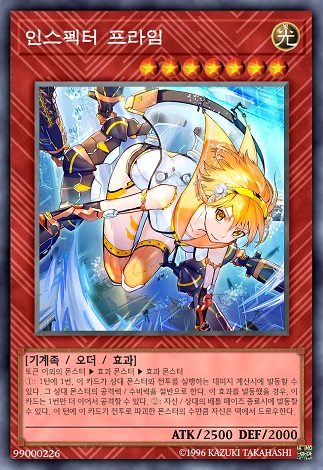 인스펙터 프라임
光
[기계족 / 오더 / 효과]
토큰 이외의 몬스터 ▶ 효과 몬스터 ▶ 효과 몬스터
①: 1턴에 1번, 이 카드가 상대 몬스터와 전투를 실행하는 데미지 계산시에 발동할 수
있다. 그 상대 몬스터의 공격력 / 수비력을 절반으로 한다. 이 효과를 발동했을 경우, 이
카드는 1번만 더 이어서 공격할 수 있다. ②: 자신 / 상대의 배틀 페이즈 종료시에 발동할 수
있다. 이 턴에 이 카드가 전투로 파괴한 몬스터의 수만큼 자신은 덱에서 드로우한다.
ATK/2500 DEF/2000
99000226
©1996 KAZUKI TAKAHASHI